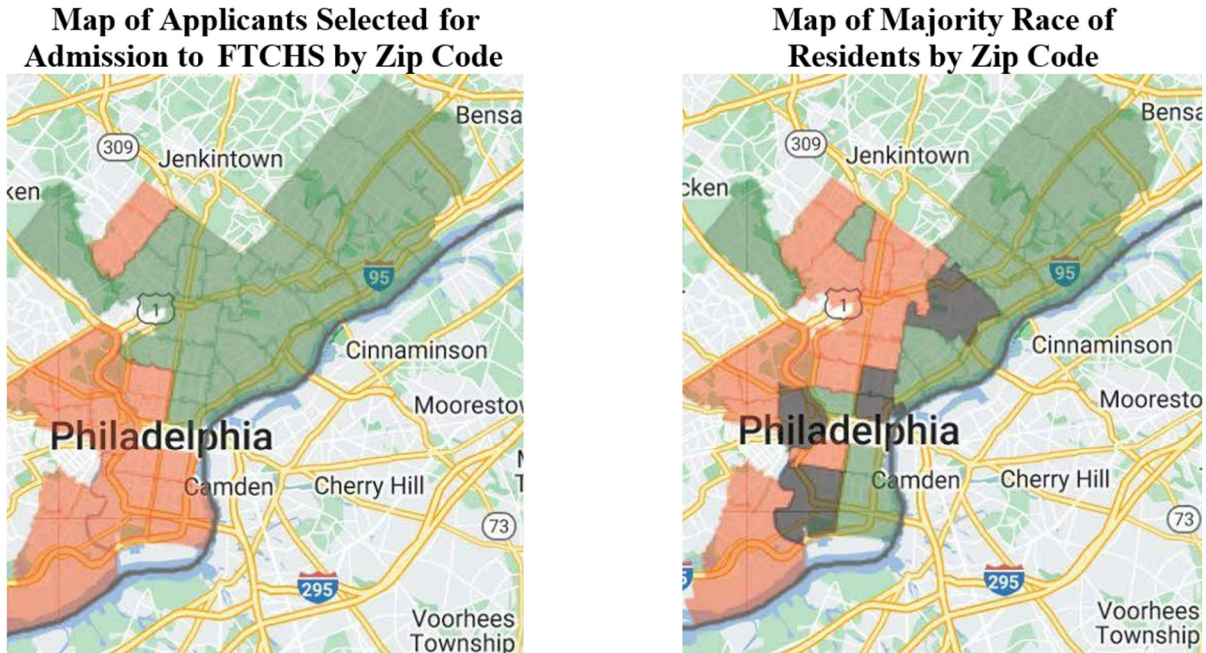 Map of Applicants Selected for
Admission to FTCHS by Zip Code
Bensa
309
Jenkintown
ken
95
1
Cinnaminson
Moorestov
Philadelphia
Camden
Cherry Hill
73
295
Voorhees
Township
Map of Majority Race of
Residents by Zip Code
Bensa
309
Jenkintown
cken
95
1
Cinnaminson
Mooresto
Philadelphia
Camden
Cherry Hill
73
5
295
Voorhees
Township